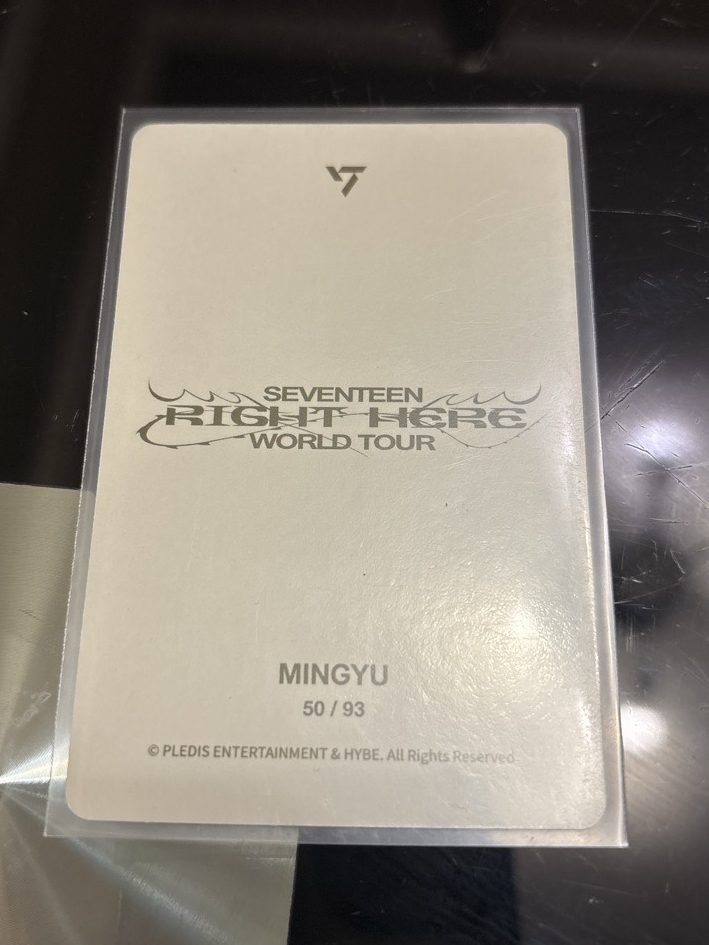 SEVENTEEN
RIGHT HERE
WORLD TOUR
MINGYU
50 / 93
© PLEDIS ENTERTAINMENT & HYBE. All Rights Reserved.